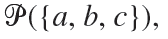 𝒫({a, b, c}),